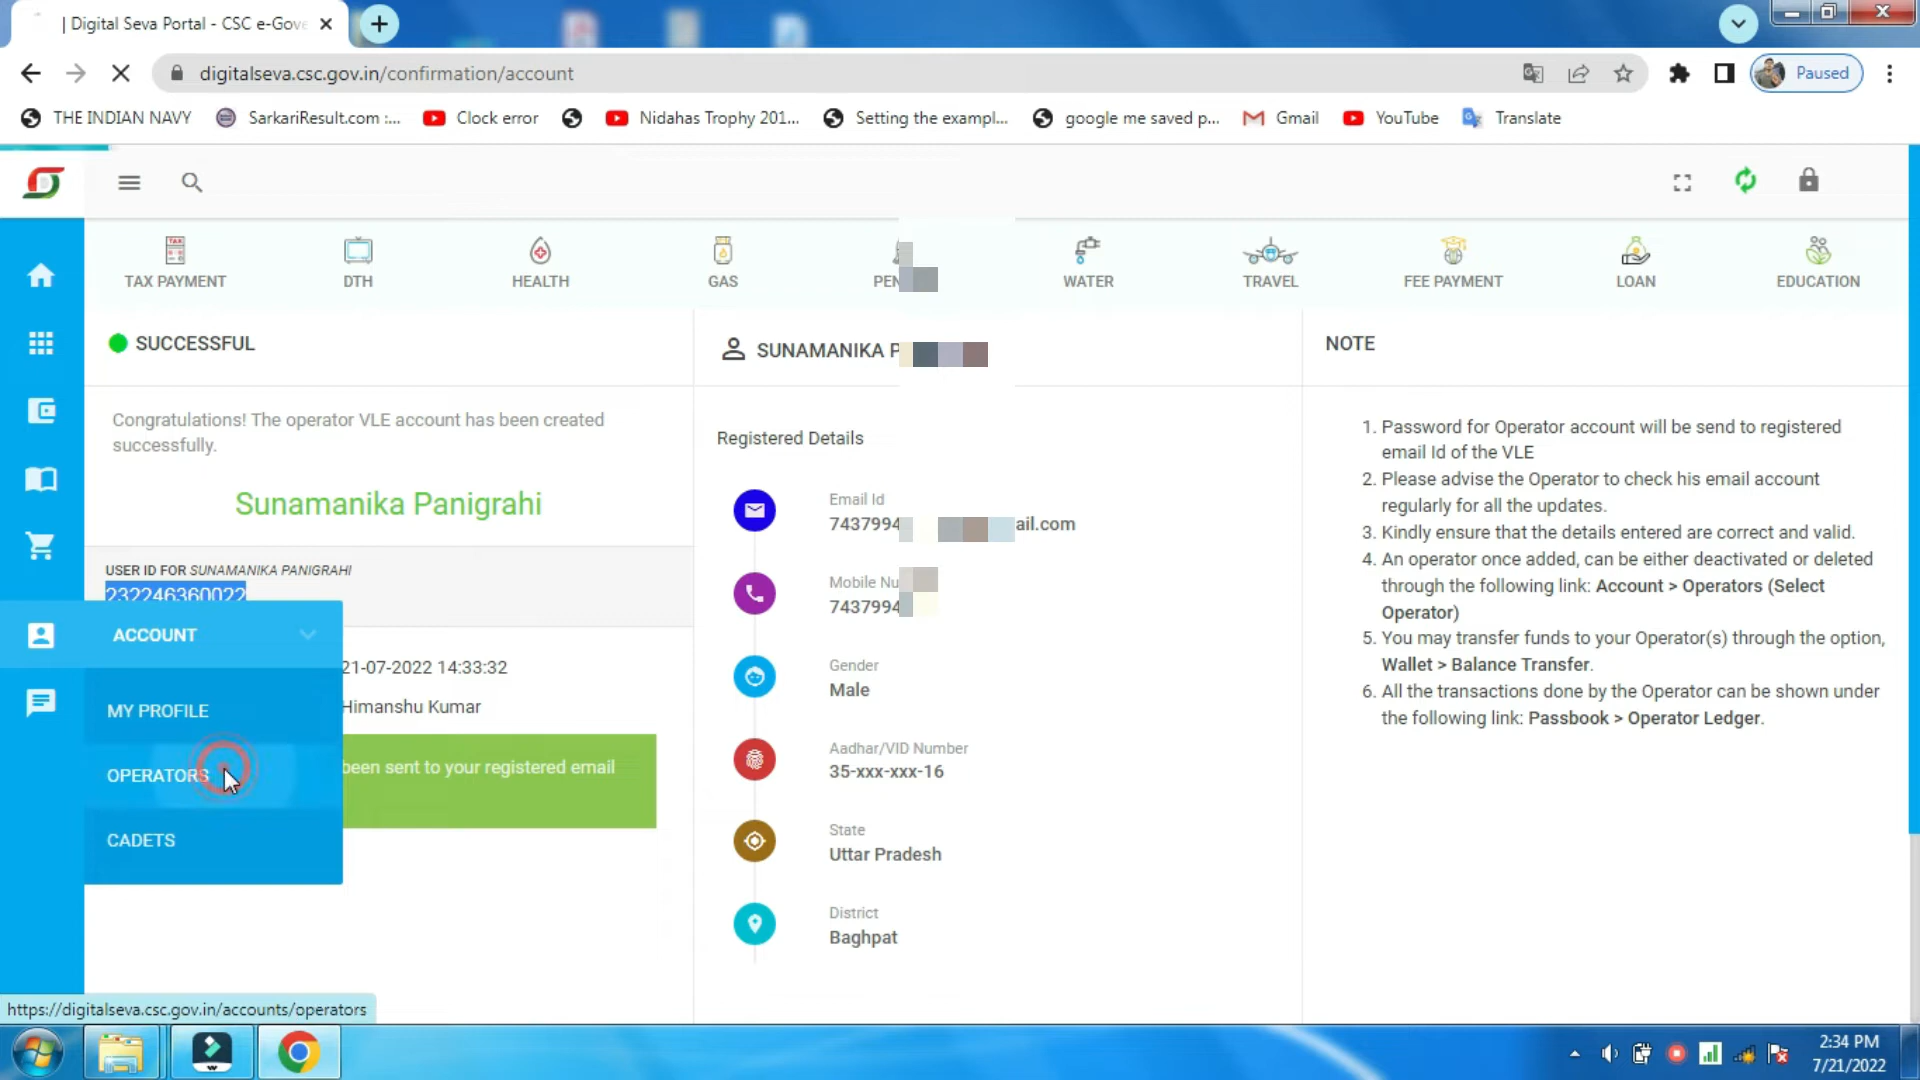 | Digital Seva Portal - CSC e-Gove
digitalseva.csc.gov.in/confirmation/account
Paused
THE INDIAN NAVY
SarkariResult.com :...
Clock error
Nidahas Trophy 201...
Setting the exampl...
google me saved p...
Gmail
YouTube
Translate
TAX PAYMENT
DTH
HEALTH
GAS
PEN
WATER
TRAVEL
FEE PAYMENT
LOAN
EDUCATION
SUCCESSFUL
Congratulations! The operator VLE account has been created
successfully.
Sunamanika Panigrahi
USER ID FOR SUNAMANIKA PANIGRAHI
232246360022
ACCOUNT
MY PROFILE
OPERATORS
CADETS
21-07-2022 14:33:32
Himanshu Kumar
been sent to your registered email
SUNAMANIKA P
Registered Details
Email Id
7437994 ail.com
Mobile Nu
7437994
Gender
Male
Aadhar/VID Number
35-xxx-xxx-16
State
Uttar Pradesh
District
Baghpat
NOTE
1. Password for Operator account will be send to registered
email Id of the VLE
2. Please advise the Operator to check his email account
regularly for all the updates.
3. Kindly ensure that the details entered are correct and valid.
4. An operator once added, can be either deactivated or deleted
through the following link: Account > Operators (Select
Operator)
5. You may transfer funds to your Operator(s) through the option,
Wallet > Balance Transfer.
6. All the transactions done by the Operator can be shown under
the following link: Passbook > Operator Ledger.
https://digitalseva.csc.gov.in/accounts/operators
2:34 PM
7/21/2022